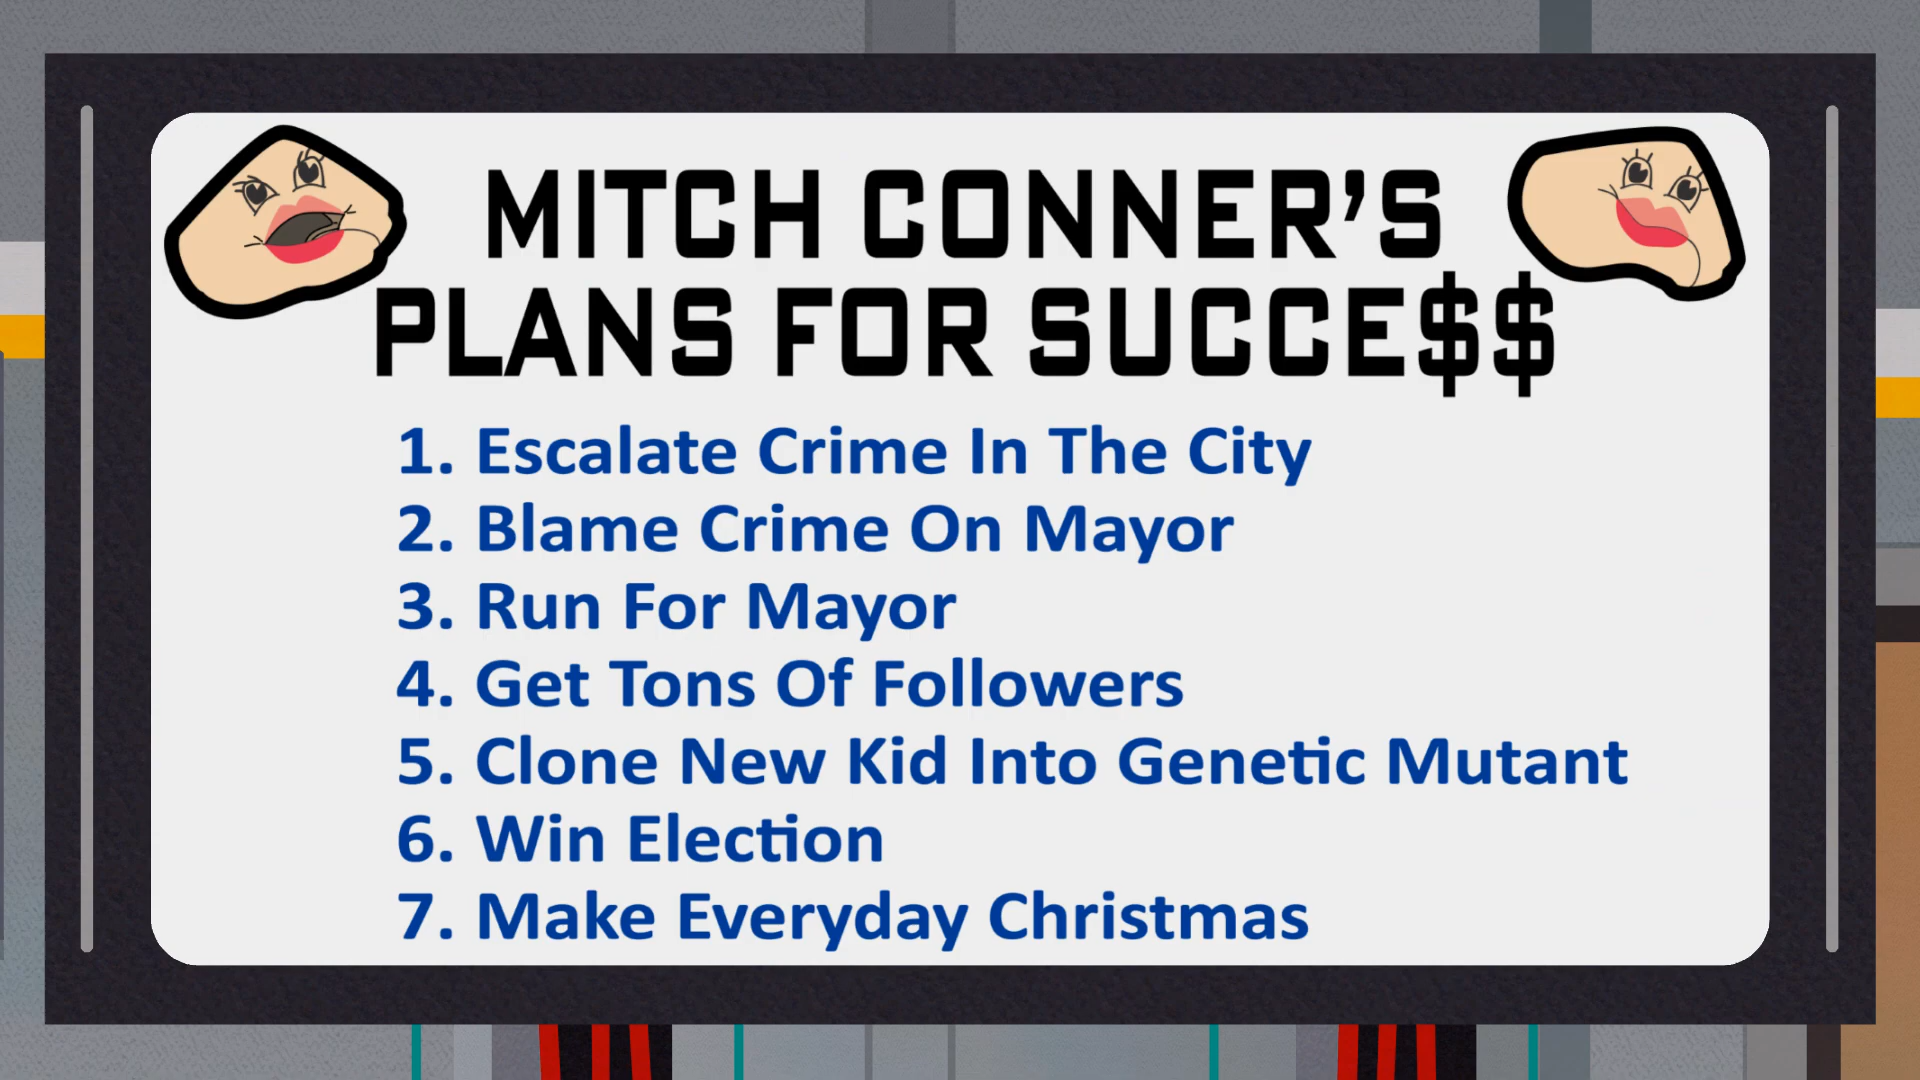 MITCH CONNER'S
PLANS FOR SUCCE$$
1. Escalate Crime In The City
2. Blame Crime On Mayor
3. Run For Mayor
4. Get Tons Of Followers
5. Clone New Kid Into Genetic Mutant
6. Win Election
7. Make Everyday Christmas